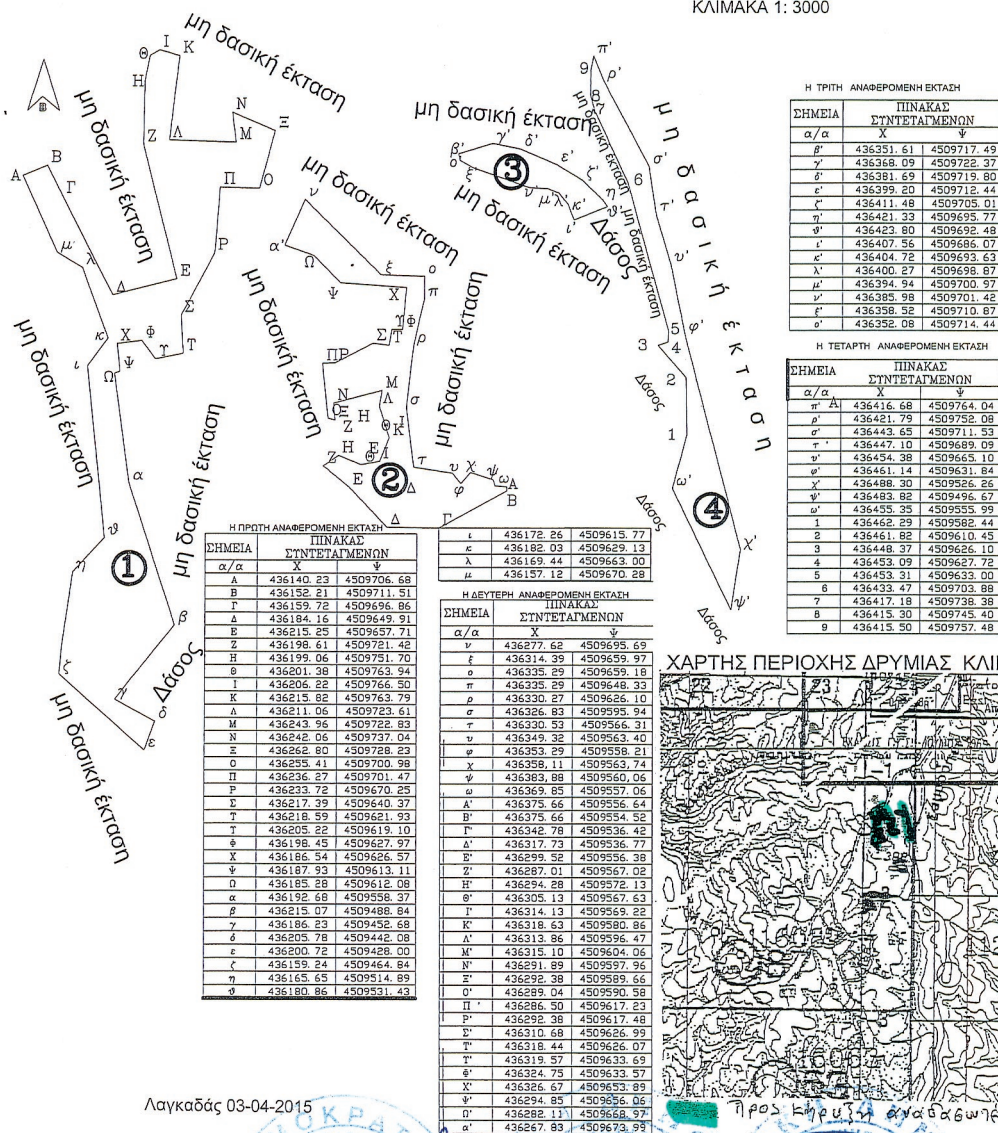 ΚΛΙΜΑΚΑ 1: 3000
μη δασική έκταση
μη δασική έκταση
μη δασική έκταση
μη δασική έκταση
μη δασική έκταση
Δάσος
1
μη δασική έκταση
μη δασική έκταση
μη δασική έκταση
2
μη δασική έκταση
μη δασική έκταση
Δάσος
3
μη δασική έκταση
μη δασική έκταση
μη δασική έκταση
Δάσος
Δάσος
Δάσος
4
Η ΠΡΩΤΗ ΑΝΑΦΕΡΟΜΕΝΗ ΕΚΤΑΣΗ
ΣΗΜΕΙΑ ΠΙΝΑΚΑΣ ΣΥΝΤΕΤΑΓΜΕΝΩΝ
α/α Χ Ψ
Α 436140.23 4509706.68
Β 436152.21 4509711.51
Γ 436159.72 4509696.86
Δ 436184.16 4509649.91
Ε 436215.25 4509657.71
Ζ 436198.61 4509721.42
Η 436199.06 4509751.70
Θ 436201.38 4509763.94
Ι 436206.22 4509766.50
Κ 436215.82 4509763.79
Λ 436211.06 4509723.61
Μ 436243.96 4509722.83
Ν 436242.06 4509737.04
Ξ 436262.80 4509728.23
Ο 436255.41 4509700.98
Π 436236.27 4509701.47
Ρ 436233.72 4509670.25
Σ 436217.39 4509640.37
Τ 436218.59 4509621.93
Τ 436205.22 4509619.10
Φ 436198.45 4509627.97
Χ 436186.54 4509626.57
Ψ 436187.93 4509613.11
Ω 436185.28 4509612.08
α 436192.68 4509558.37
β 436215.07 4509488.84
γ 436186.23 4509452.68
δ 436205.78 4509442.08
ε 436200.72 4509428.00
ζ 436159.24 4509464.84
η 436165.65 4509514.89
θ 436180.86 4509531.43
ι 436172.26 4509615.77
κ 436182.03 4509629.13
λ 436169.44 4509663.00
μ 436157.12 4509670.28
Η ΔΕΥΤΕΡΗ ΑΝΑΦΕΡΟΜΕΝΗ ΕΚΤΑΣΗ
ΣΗΜΕΙΑ ΠΙΝΑΚΑΣ ΣΥΝΤΕΤΑΓΜΕΝΩΝ
α/α Χ Ψ
ν 436277.62 4509695.69
ξ 436314.39 4509659.97
ο 436335.29 4509659.18
π 436335.29 4509648.33
ρ 436330.27 4509626.10
σ 436326.83 4509595.94
τ 436330.53 4509566.31
υ 436349.32 4509563.40
φ 436353.29 4509558.21
χ 436358,11 4509563,74
ψ 436383,88 4509560,06
ω 436369.85 4509557.06
Α' 436375.66 4509556.64
Β' 436375.66 4509554.52
Γ' 436342.78 4509536.42
Δ' 436317.73 4509536.77
Ε' 436299.52 4509556.38
Ζ' 436287.01 4509567.02
Η' 436294.28 4509572.13
Θ' 436305.13 4509567.63
Ι' 436314.13 4509569.22
Κ' 436318.63 4509580.86
Λ' 436313.86 4509596.47
Μ' 436315.10 4509604.06
Ν' 436291.89 4509597.96
Ξ' 436292.38 4509589.66
Ο' 436289.04 4509590.58
Π' 436286.50 4509617.23
Ρ' 436292.38 4509617.48
Σ' 436310.68 4509626.99
Τ' 436318.44 4509626.07
Τ' 436319.57 4509633.69
Φ' 436324.75 4509633.57
Χ' 436326.67 4509653.89
Ψ' 436294.85 4509656.06
Ω' 436282.11 4509668.97
α' 436267.83 4509673.99
Η ΤΡΙΤΗ ΑΝΑΦΕΡΟΜΕΝΗ ΕΚΤΑΣΗ
ΣΗΜΕΙΑ ΠΙΝΑΚΑΣ ΣΥΝΤΕΤΑΓΜΕΝΩΝ
α/α Χ Ψ
β' 436351.61 4509717.49
γ' 436368.09 4509722.37
δ' 436381.69 4509719.80
ε' 436399.20 4509712.44
ζ' 436411.48 4509705.01
η' 436421.33 4509695.77
θ' 436423.80 4509692.48
ι' 436407.56 4509686.07
κ' 436404.72 4509693.63
λ' 436400.27 4509698.87
μ' 436394.94 4509700.97
ν' 436385.98 4509701.42
ξ' 436358.52 4509710.87
ο' 436352.08 4509714.44
Η ΤΕΤΑΡΤΗ ΑΝΑΦΕΡΟΜΕΝΗ ΕΚΤΑΣΗ
ΣΗΜΕΙΑ ΠΙΝΑΚΑΣ ΣΥΝΤΕΤΑΓΜΕΝΩΝ
α/α Χ Ψ
π' Α 436416.68 4509764.04
ρ' 436421.79 4509752.08
σ' 436443.65 4509711.53
τ' 436447.10 4509689.09
υ' 436454.38 4509665.10
φ' 436461.14 4509631.84
χ' 436488.30 4509526.26
ψ' 436483.82 4509496.67
ω' 436455.35 4509555.99
1 436462.29 4509582.44
2 436461.82 4509610.45
3 436448.37 4509626.10
4 436453.09 4509627.72
5 436453.31 4509633.00
6 436433.47 4509703.88
7 436417.18 4509738.38
8 436415.30 4509745.40
9 436415.50 4509757.48
ΧΑΡΤΗΣ ΠΕΡΙΟΧΗΣ ΔΡΥΜΙΑΣ ΚΛΙ
Προς κήρυξη αναδασωτέ
Λαγκαδάς 03-04-2015